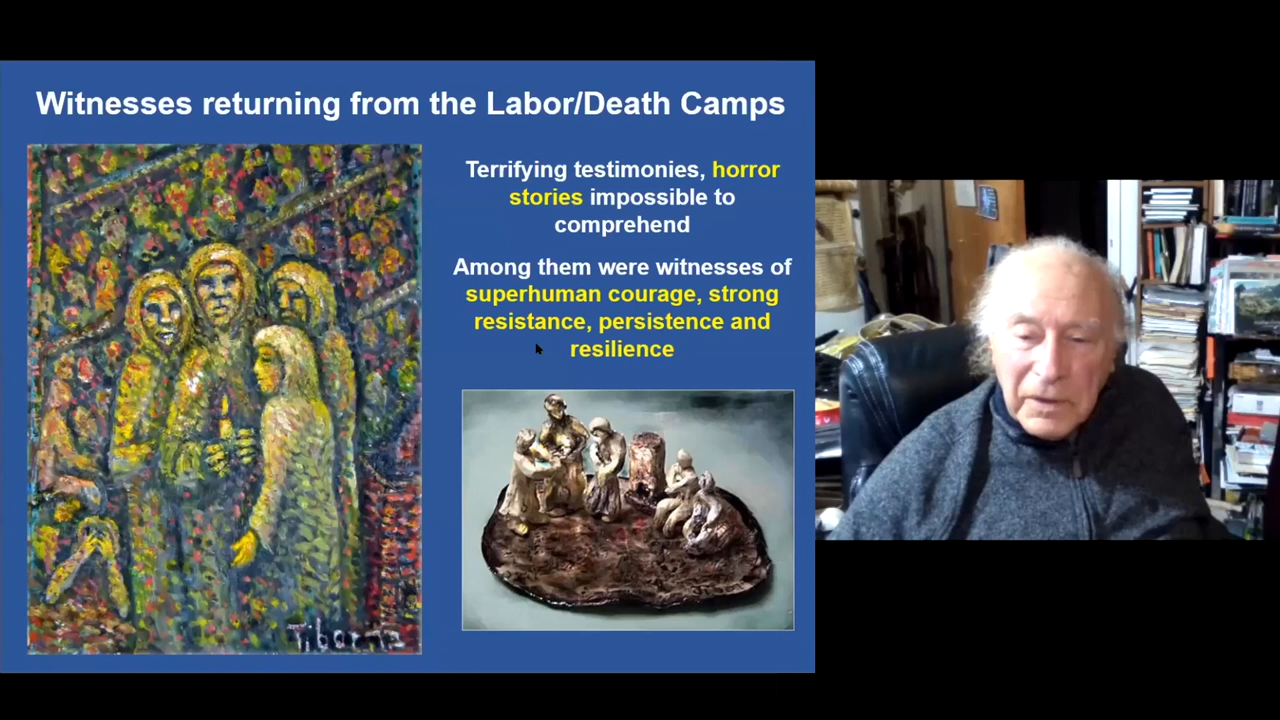 Witnesses returning from the Labor/Death Camps
Terrifying testimonies, horror
stories impossible to
comprehend
Among them were witnesses of
superhuman courage, strong
resistance, persistence and
resilience